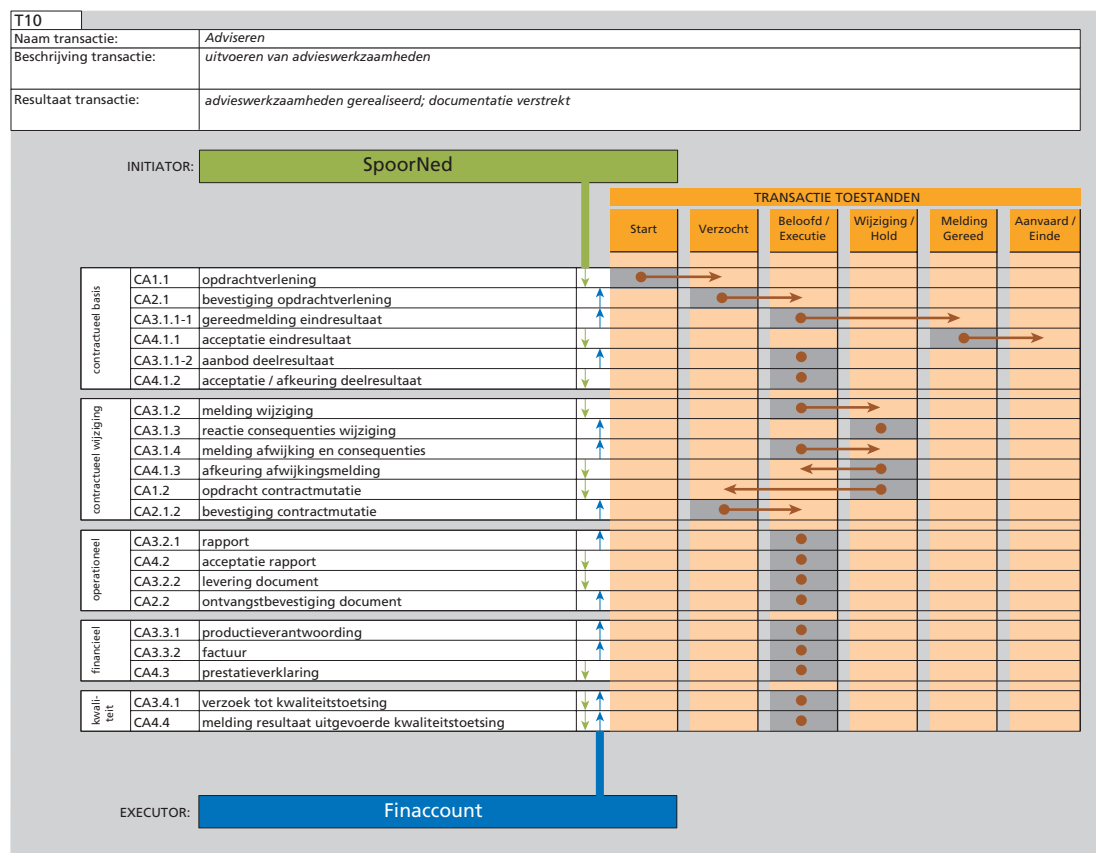 T10
Naam transactie: Adviseren
Beschrijving transactie: uitvoeren van advieswerkzaamheden
Resultaat transactie: advieswerkzaamheden gerealiseerd; documentatie verstrekt
INITIATOR: SpoorNed
TRANSACTIE TOESTANDEN
Start Verzocht Beloofd / Executie Wijziging / Hold Melding Gereed Aanvaard / Einde
contractueel basis
CA1.1 opdrachtverlening
CA2.1 bevestiging opdrachtverlening
CA3.1.1-1 gereedmelding eindresultaat
CA4.1.1 acceptatie eindresultaat
CA3.1.1-2 aanbod deelresultaat
CA4.1.2 acceptatie / afkeuring deelresultaat
contractueel wijziging
CA3.1.2 melding wijziging
CA3.1.3 reactie consequenties wijziging
CA3.1.4 melding afwijking en consequenties
CA4.1.3 afkeuring afwijkingsmelding
CA1.2 opdracht contractmutatie
CA2.1.2 bevestiging contractmutatie
operationeel
CA3.2.1 rapport
CA4.2 acceptatie rapport
CA3.2.2 levering document
CA2.2 ontvangstbevestiging document
financieel
CA3.3.1 productieverantwoording
CA3.3.2 factuur
CA4.3 prestatieverklaring
kwali-
teit
CA3.4.1 verzoek tot kwaliteitstoetsing
CA4.4 melding resultaat uitgevoerde kwaliteitstoetsing
EXECUTOR: Finaccount